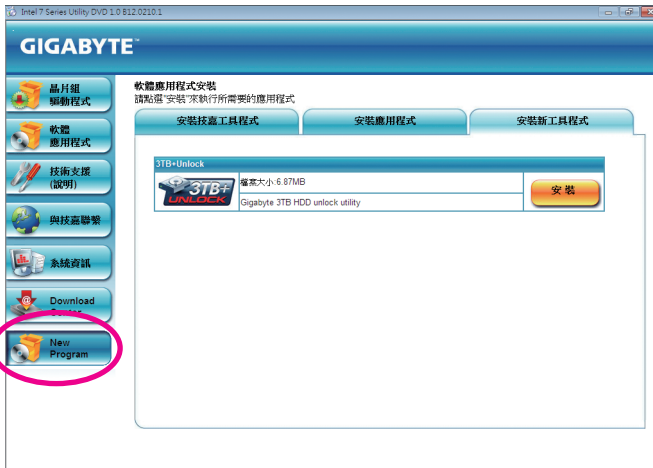 Intel 7 Series Utility DVD 1.0 B12.0210.1
GIGABYTE™
晶片組
驅動程式
軟體
應用程式
技術支援
(說明)
與技嘉聯繫
系統資訊
Download
Center
New
Program
軟體應用程式安裝
請點選"安裝"來執行所需要的應用程式
安裝技嘉工具程式
安裝應用程式
安裝新工具程式
3TB+Unlock
3TB+
UNLOCK
檔案大小:6.87MB
Gigabyte 3TB HDD unlock utility
安裝